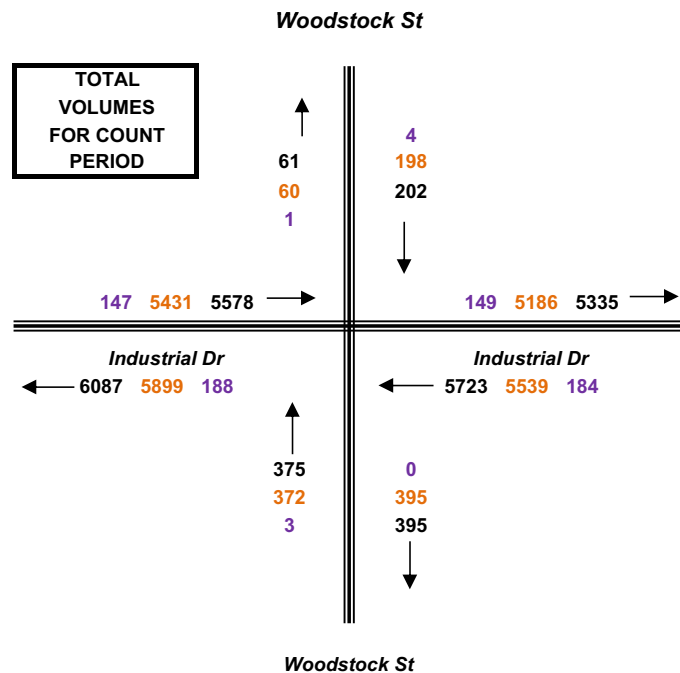 Woodstock St
TOTAL
VOLUMES
FOR COUNT
PERIOD
4
61 198
60 202
1
147 5431 5578 149 5186 5335
Industrial Dr Industrial Dr
6087 5899 188 5723 5539 184
375 0
372 395
3 395
Woodstock St